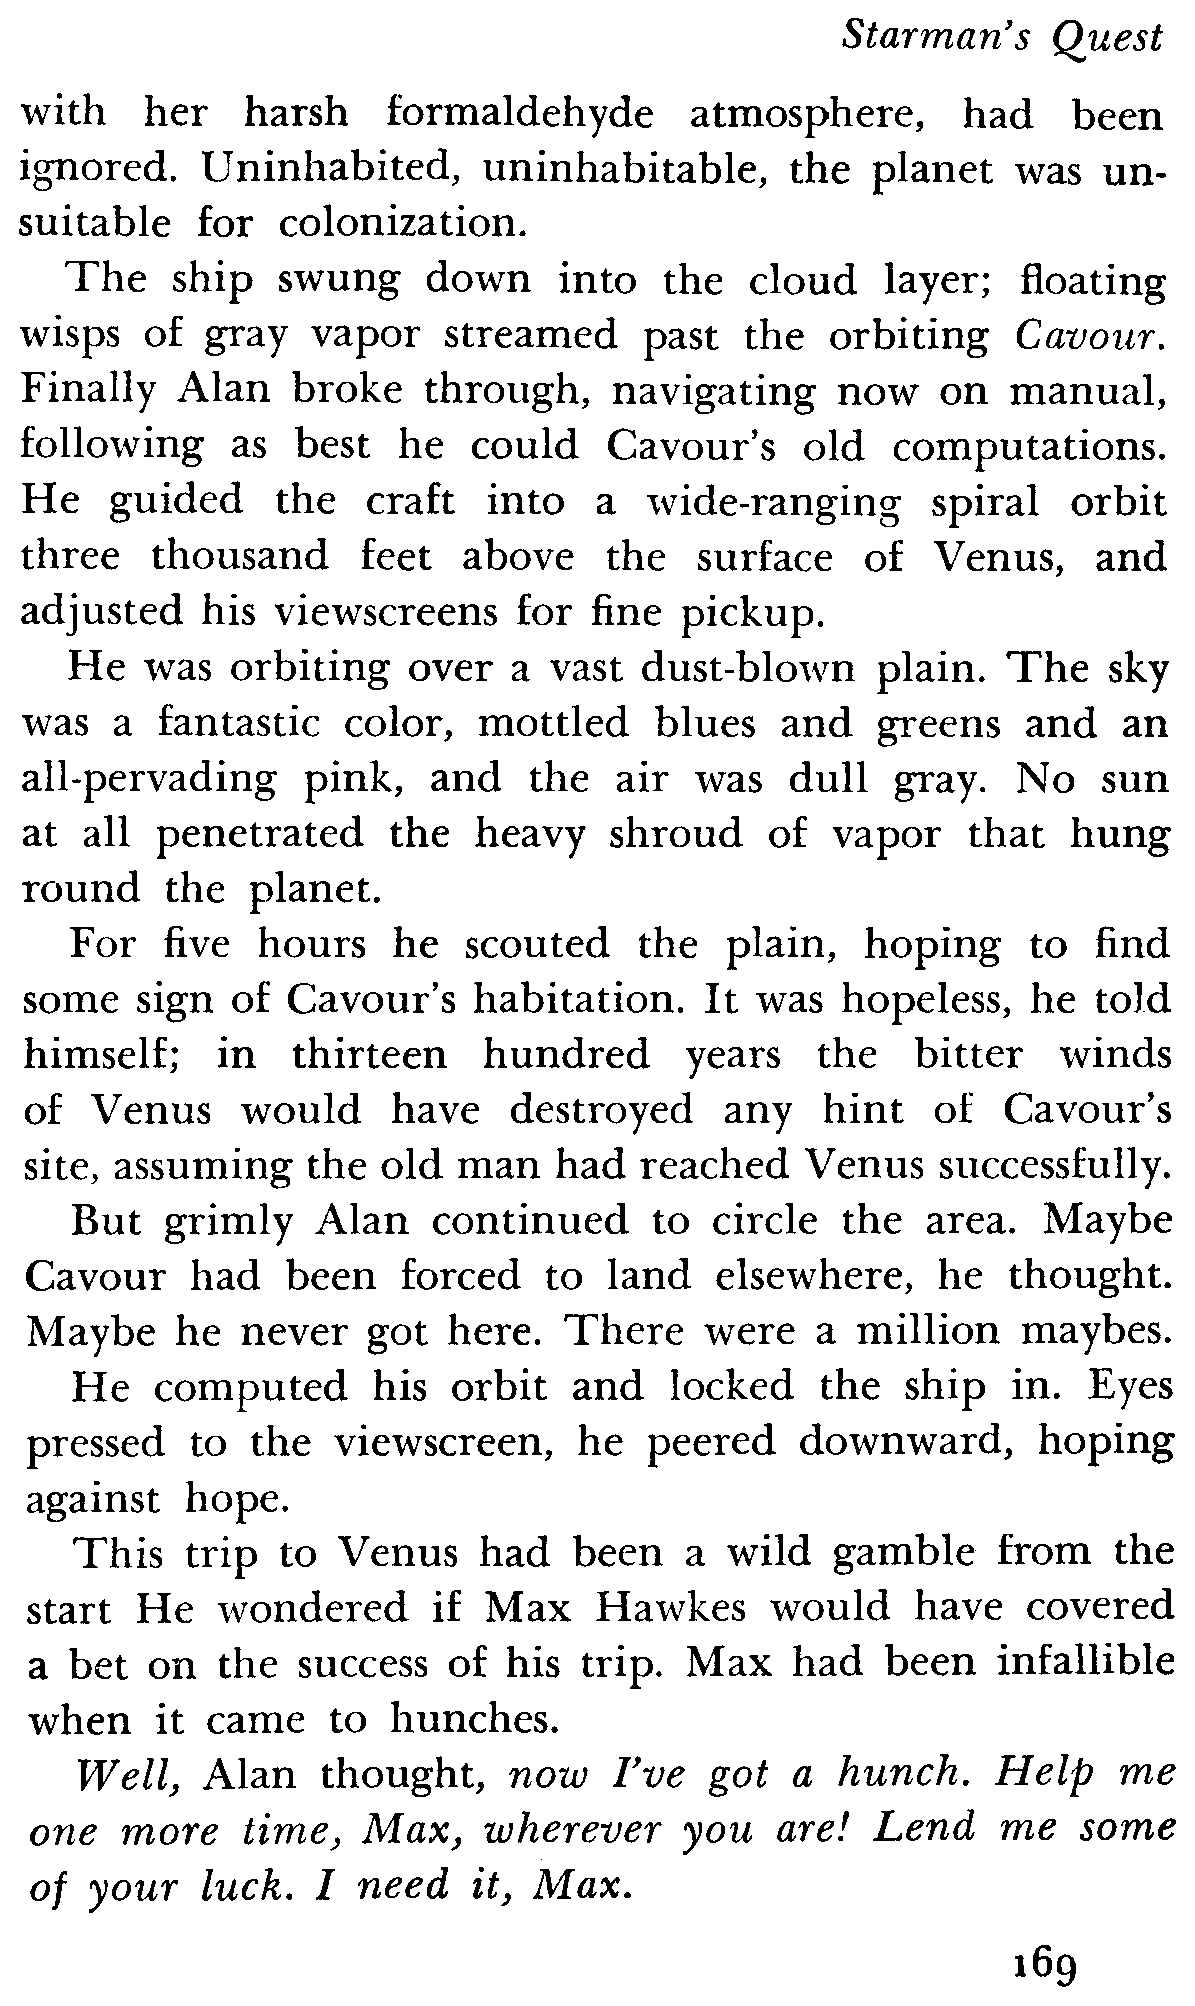 Starman's Quest
with her harsh formaldehyde atmosphere, had been
ignored. Uninhabited, uninhabitable, the planet was un-
suitable for colonization.
The ship swung down into the cloud layer; floating
wisps of gray vapor streamed past the orbiting Cavour.
Finally Alan broke through, navigating now on manual,
following as best he could Cavour's old computations.
He guided the craft into a wide-ranging spiral orbit
three thousand feet above the surface of Venus, and
adjusted his viewscreens for fine pickup.
He was orbiting over a vast dust-blown plain. The sky
was a fantastic color, mottled blues and greens and an
all-pervading pink, and the air was dull gray. No sun
at all penetrated the heavy shroud of vapor that hung
round the planet.
For five hours he scouted the plain, hoping to find
some sign of Cavour's habitation. It was hopeless, he told
himself; in thirteen hundred years the bitter winds
of Venus would have destroyed any hint of Cavour's
site, assuming the old man had reached Venus successfully.
But grimly Alan continued to circle the area. Maybe
Cavour had been forced to land elsewhere, he thought.
Maybe he never got here. There were a million maybes.
He computed his orbit and locked the ship in. Eyes
pressed to the viewscreen, he peered downward, hoping
against hope.
This trip to Venus had been a wild gamble from the
start He wondered if Max Hawkes would have covered
a bet on the success of his trip. Max had been infallible
when it came to hunches.
Well, Alan thought, now I've got a hunch. Help me
one more time, Max, wherever you are! Lend me some
of your luck. I need it, Max.
169